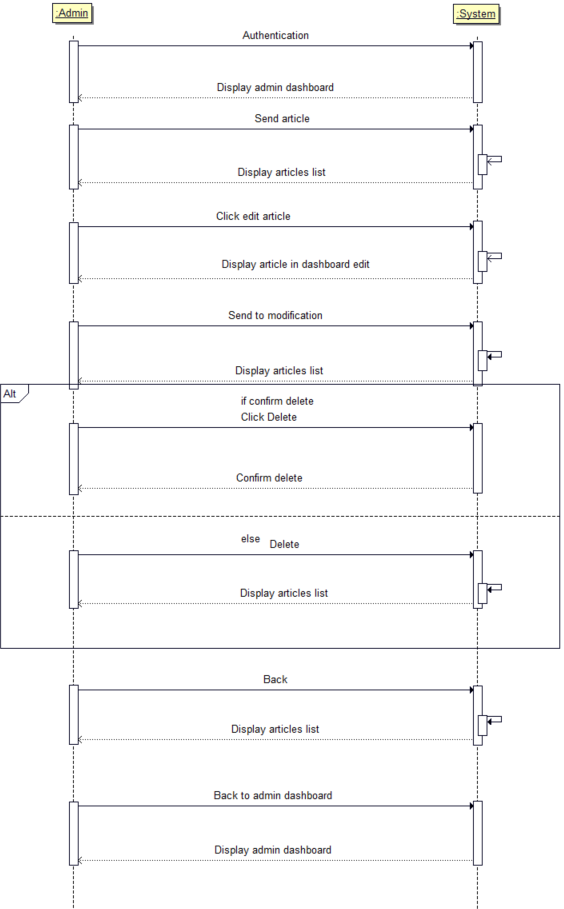 :Admin
:System
Authentication
Display admin dashboard
Send article
Display articles list
Click edit article
Display article in dashboard edit
Send to modification
Display articles list
Alt
if confirm delete
Click Delete
Confirm delete
else Delete
Display articles list
Back
Display articles list
Back to admin dashboard
Display admin dashboard